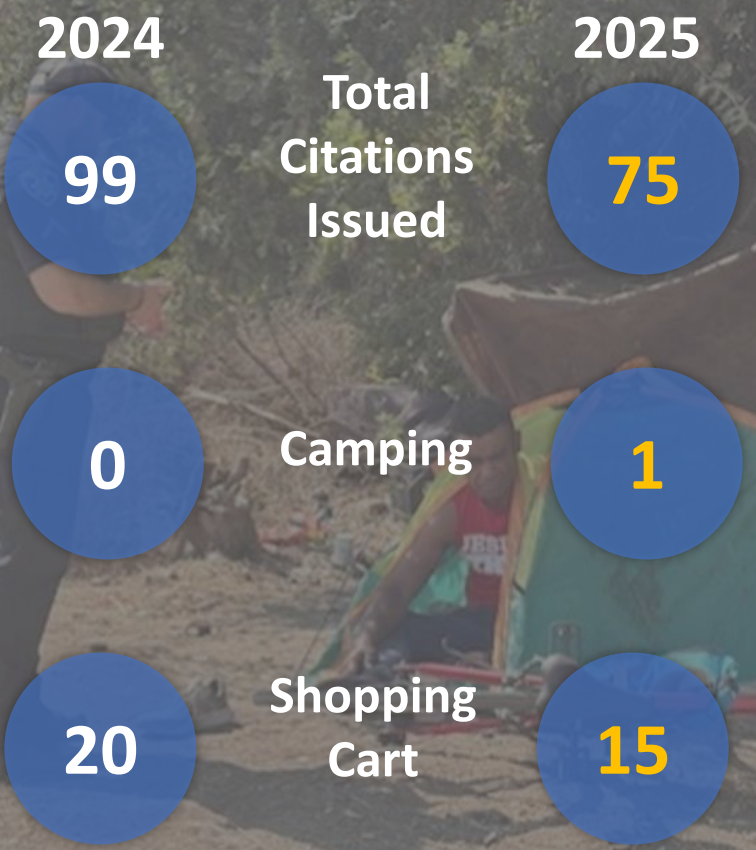 2024 2025
Total
Citations
Issued
99 75
Camping
0 1
Shopping
Cart
20 15